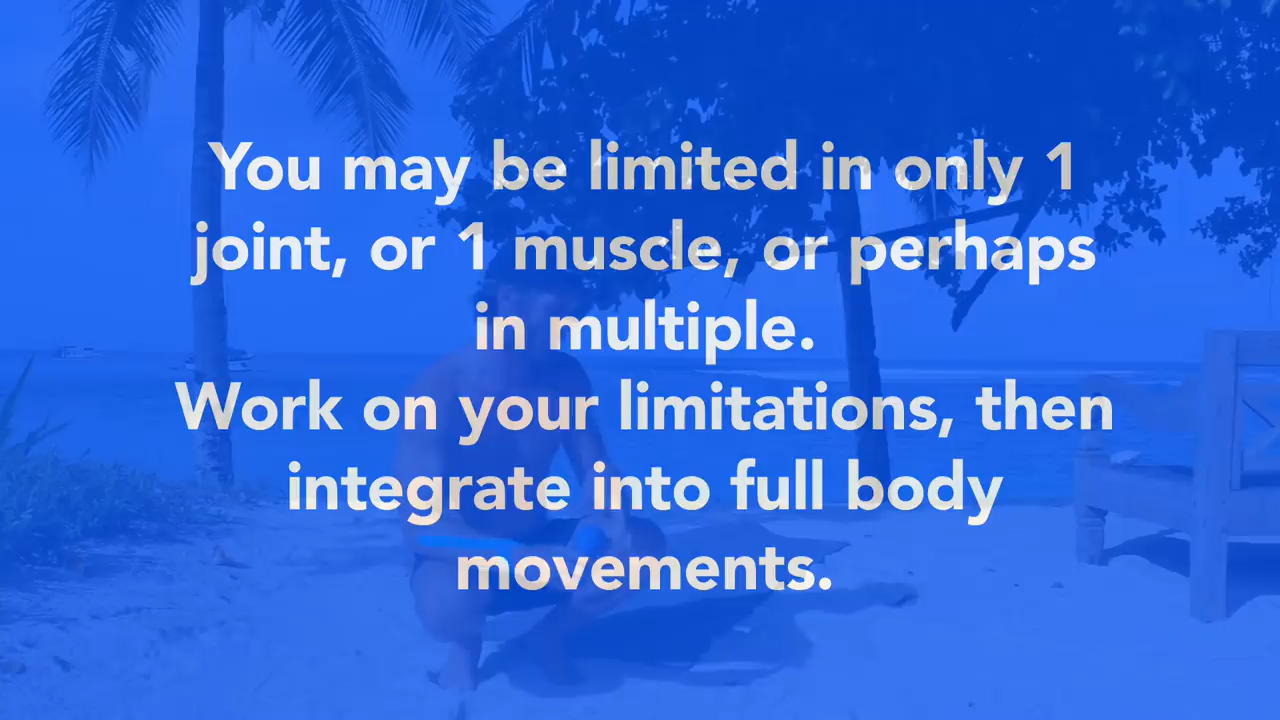 You may be limited in only 1
joint, or 1 muscle, or perhaps
in multiple.
Work on your limitations, then
integrate into full body
movements.